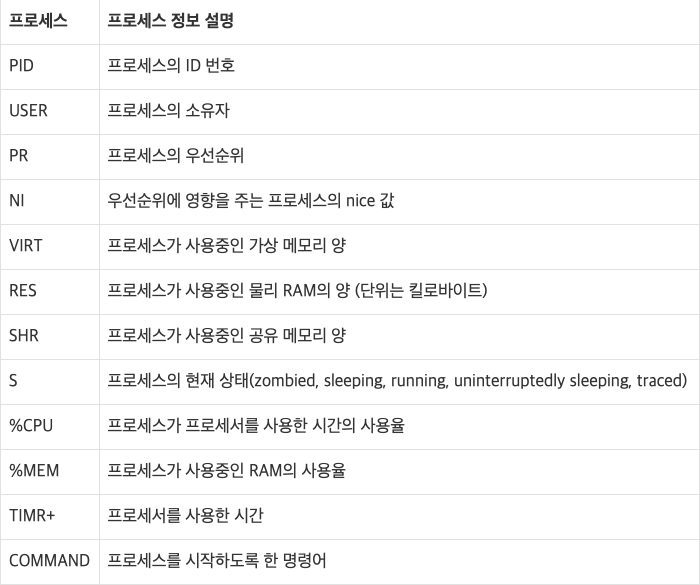 프로세스 프로세스 정보 설명
PID 프로세스의 ID 번호
USER 프로세스의 소유자
PR 프로세스의 우선순위
NI 우선순위에 영향을 주는 프로세스의 nice 값
VIRT 프로세스가 사용중인 가상 메모리 양
RES 프로세스가 사용중인 물리 RAM의 양 (단위는 킬로바이트)
SHR 프로세스가 사용중인 공유 메모리 양
S 프로세스의 현재 상태(zombied, sleeping, running, uninterruptedly sleeping, traced)
%CPU 프로세스가 프로세서를 사용한 시간의 사용율
%MEM 프로세스가 사용중인 RAM의 사용율
TIMR+ 프로세서를 사용한 시간
COMMAND 프로세스를 시작하도록 한 명령어